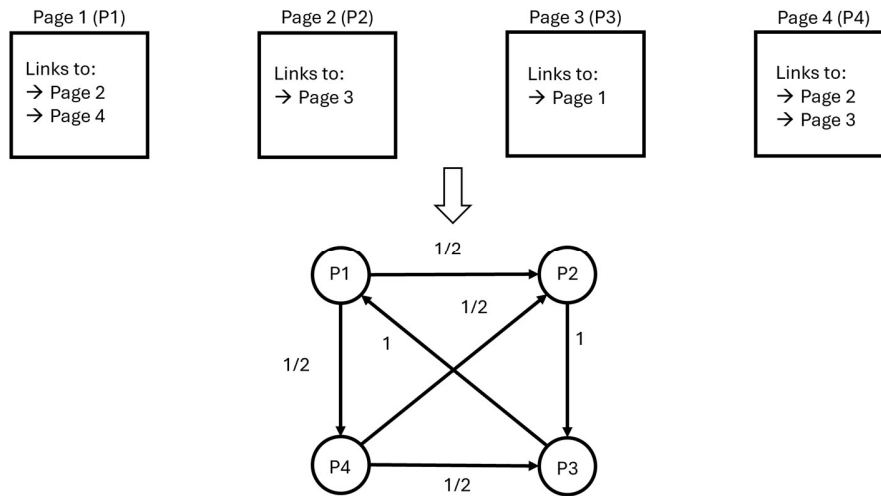 Page 1 (P1)
Page 2 (P2)
Page 3 (P3)
Page 4 (P4)
Links to:
→ Page 2
→ Page 4
Links to:
→ Page 3
Links to:
→ Page 1
Links to:
→ Page 2
→ Page 3
1/2
P1
P2
1/2
1
1
1/2
P4
P3
1/2